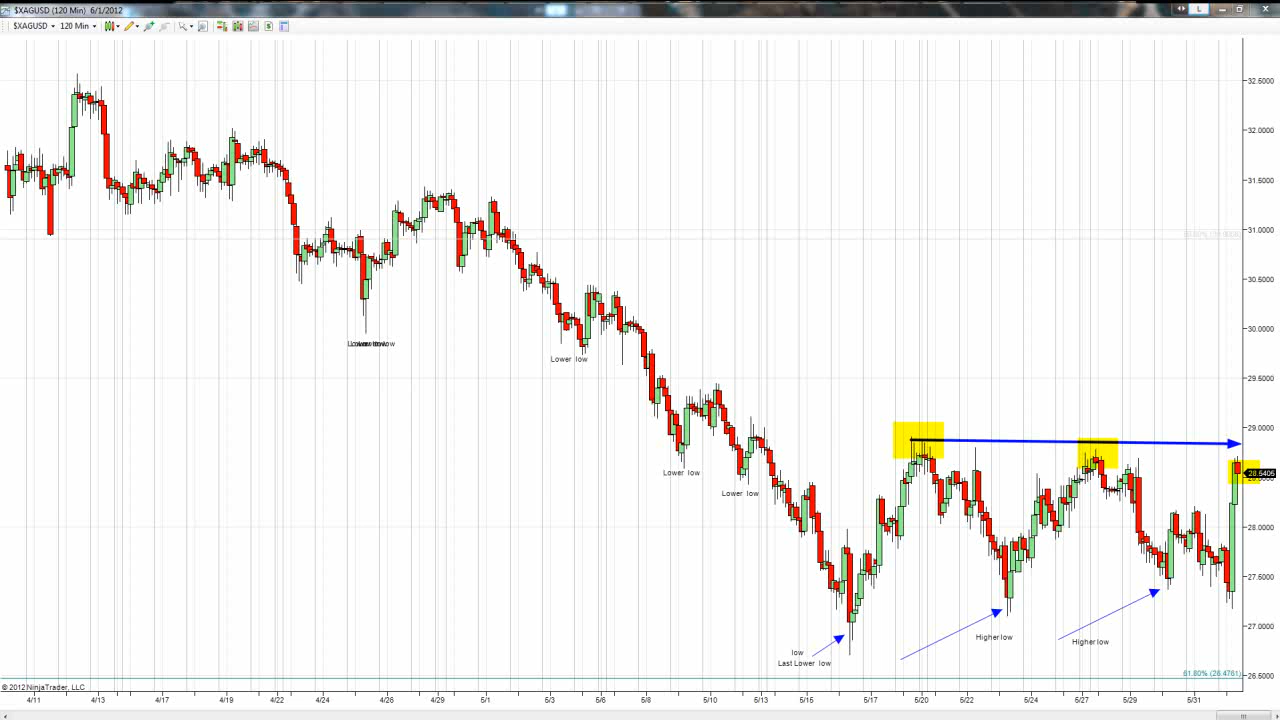 $XAGUSD (120 Min) 6/1/2012
L
$XAGUSD 120 Min
$
32.5000
32.0000
31.5000
31.0000
30.5000
30.0000
29.5000
29.0000
28.5405
28.0000
27.5000
27.0000
26.5000
Lower low
Lower low
Lower low
low
Last Lower low
Higher low
Higher low
61.80% (26.4761)
© 2012 NinjaTrader, LLC
4/11 4/13 4/17 4/19 4/22 4/24 4/26 4/29 5/1 5/3 5/6 5/8 5/10 5/13 5/15 5/17 5/20 5/22 5/24 5/27 5/29 5/31